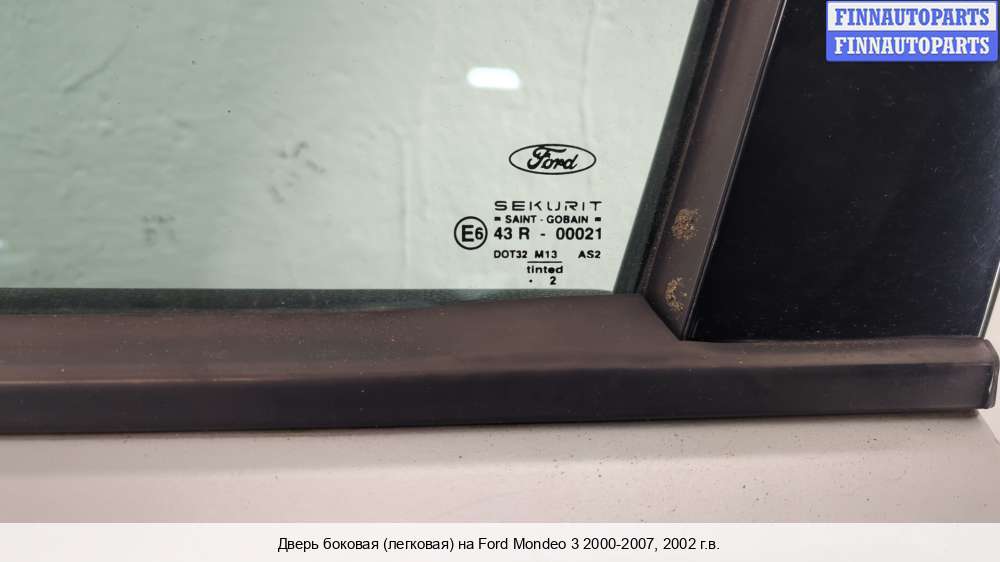 FINNAUTOPARTS
FINNAUTOPARTS
Ford
SEKURIT
= SAINT - GOBAIN =
E6 43 R - 00021
DOT32 M13 AS2
tinted
. 2
Дверь боковая (легковая) на Ford Mondeo 3 2000-2007, 2002 г.в.